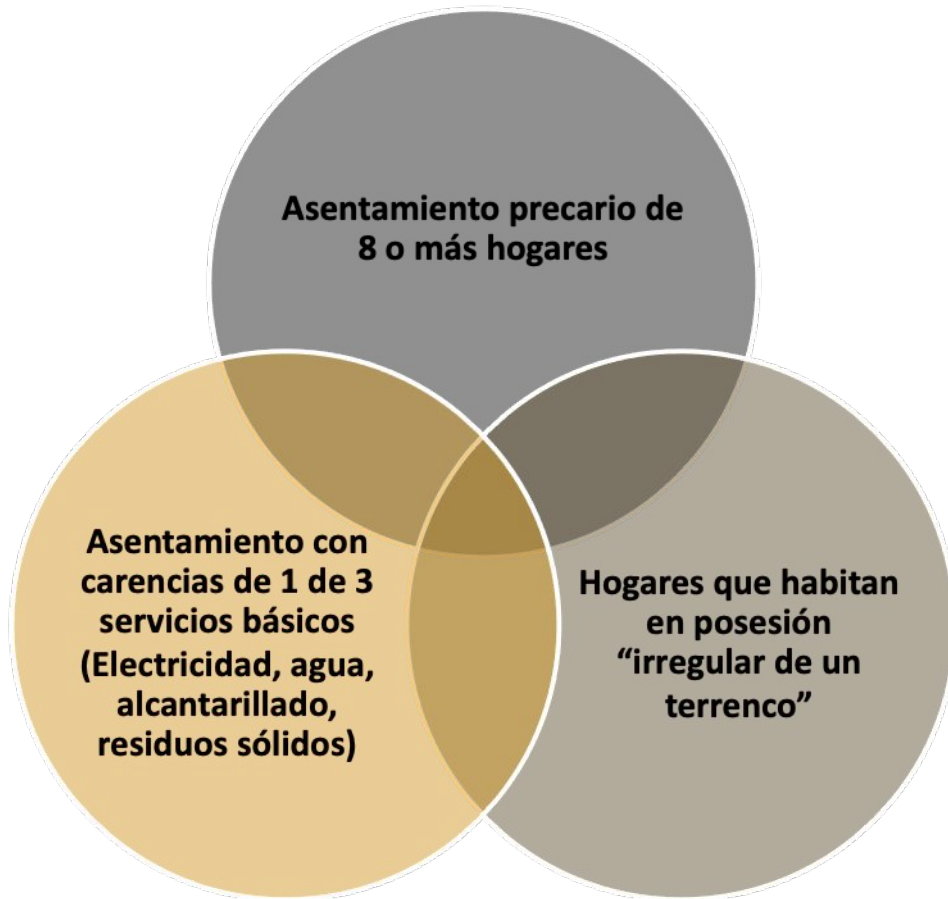 Asentamiento precario de
8 o más hogares
Asentamiento con
carencias de 1 de 3
servicios básicos
(Electricidad, agua,
alcantarillado,
residuos sólidos)
Hogares que habitan
en posesión
“irregular de un
terrenco”